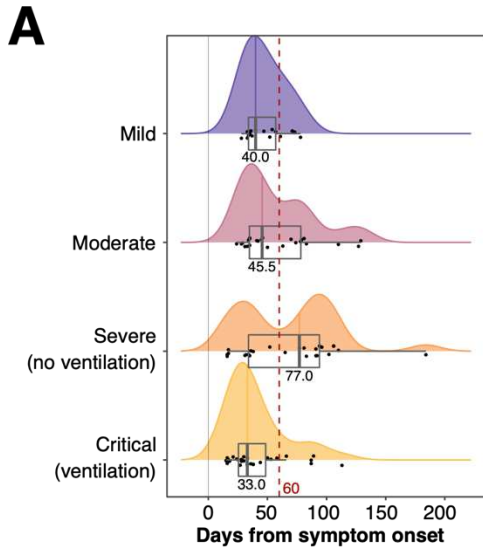 A
Mild
40.0
Moderate
45.5
Severe
(no ventilation)
77.0
Critical
(ventilation)
33.0
60
0 50 100 150 200
Days from symptom onset